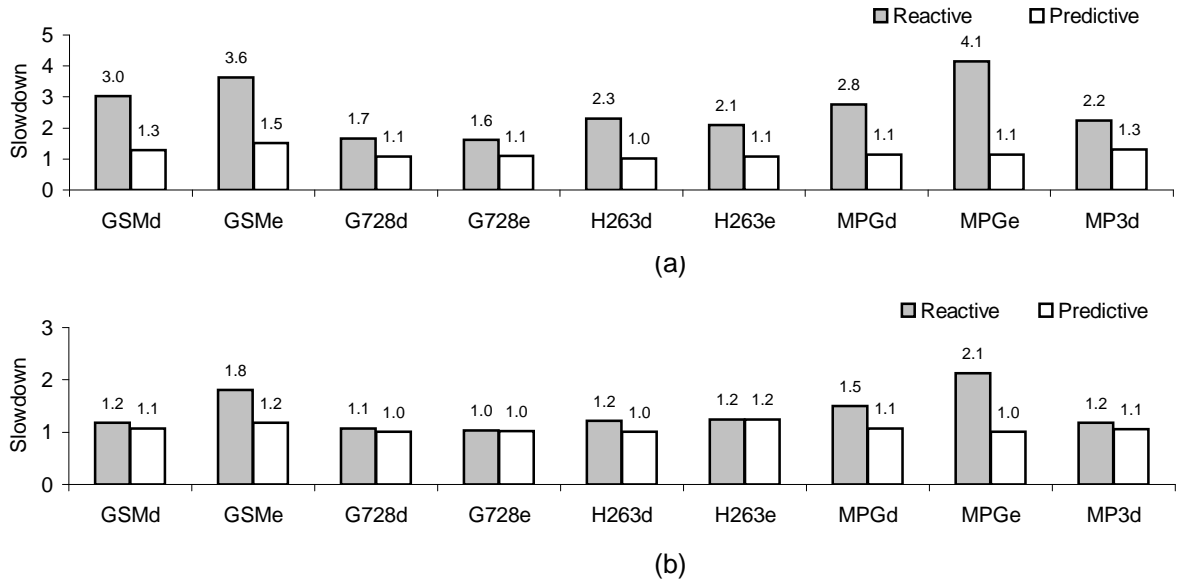 Reactive Predictive
Slowdown
5
4
3
2
1
0
3.0 1.3 3.6 1.5 1.7 1.1 1.6 1.1 2.3 1.0 2.1 1.1 2.8 1.1 4.1 1.1 2.2 1.3
GSMd GSMe G728d G728e H263d H263e MPGd MPGe MP3d
(a)
Reactive Predictive
Slowdown
3
2
1
0
1.2 1.1 1.8 1.2 1.1 1.0 1.0 1.0 1.2 1.0 1.2 1.2 1.5 1.1 2.1 1.0 1.2 1.1
GSMd GSMe G728d G728e H263d H263e MPGd MPGe MP3d
(b)